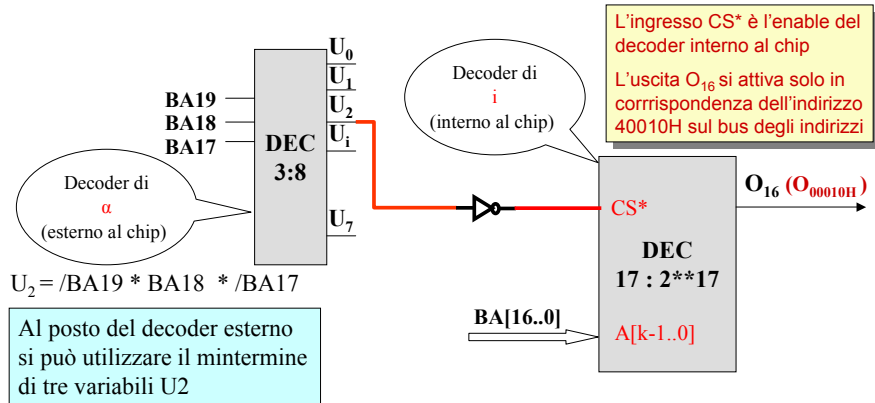 U0
U1
U2
Ui
U7
BA19
BA18
BA17
DEC
3:8
Decoder di
α
(esterno al chip)
U2 = /BA19 * BA18 * /BA17
Al posto del decoder esterno
si può utilizzare il mintermine
di tre variabili U2
Decoder di
i
(interno al chip)
L'ingresso CS* è l'enable del
decoder interno al chip
L'uscita O16 si attiva solo in
corrrispondenza dell'indirizzo
40010H sul bus degli indirizzi
O16 (O00010H)
CS*
DEC
17 : 2**17
BA[16..0]
A[k-1..0]